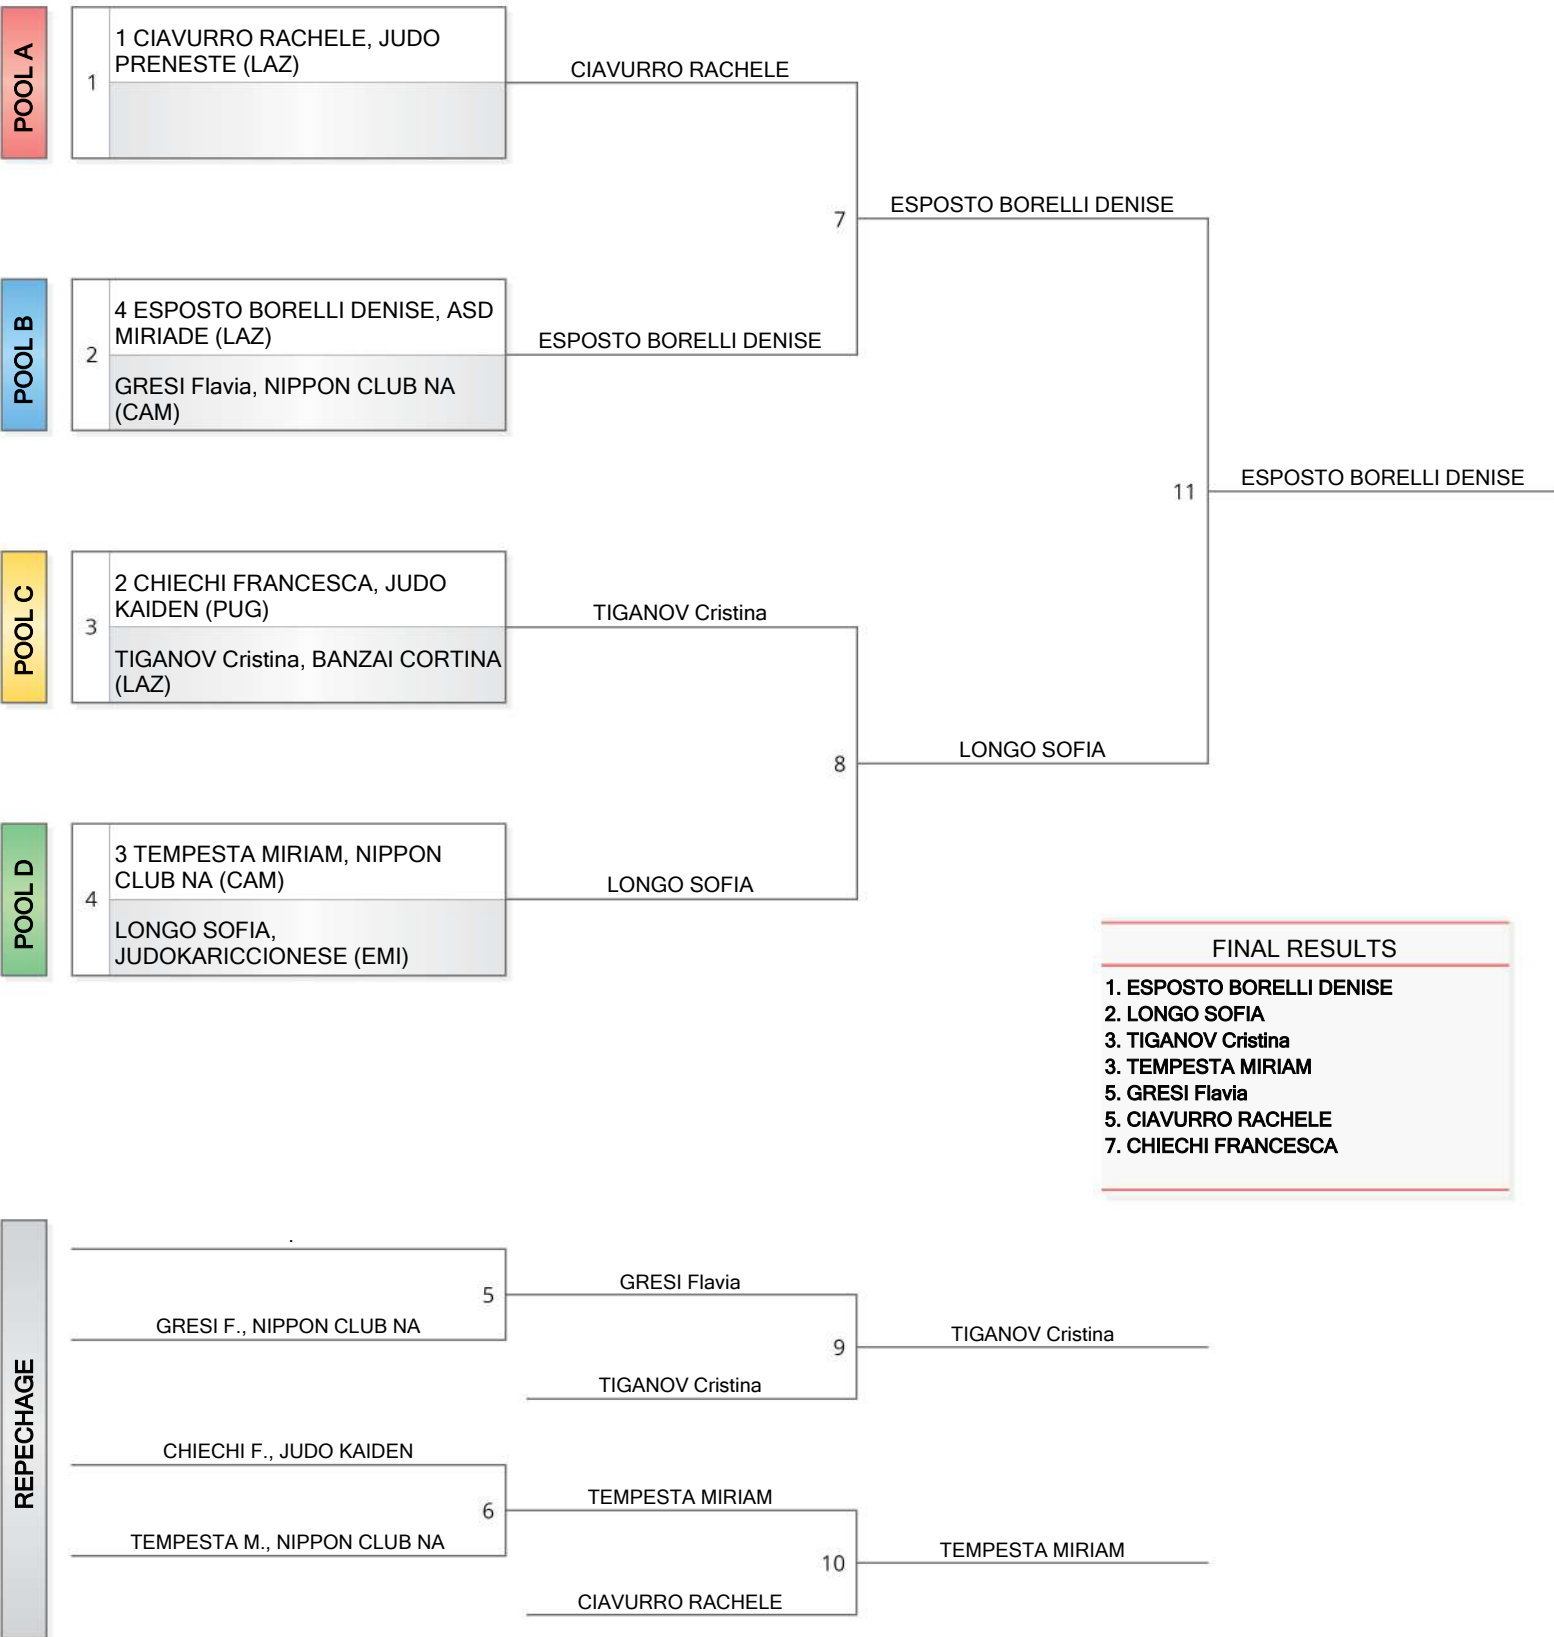 POOL A
1
1 CIAVURRO RACHELE, JUDO
PRENESTE (LAZ)
CIAVURRO RACHELE
7
ESPOSTO BORELLI DENISE
POOL B
2
4 ESPOSTO BORELLI DENISE, ASD
MIRIADE (LAZ)
GRESI Flavia, NIPPON CLUB NA
(CAM)
ESPOSTO BORELLI DENISE
11
ESPOSTO BORELLI DENISE
POOL C
3
2 CHIECHI FRANCESCA, JUDO
KAIDEN (PUG)
TIGANOV Cristina, BANZAI CORTINA
(LAZ)
TIGANOV Cristina
8
LONGO SOFIA
POOL D
4
3 TEMPESTA MIRIAM, NIPPON
CLUB NA (CAM)
LONGO SOFIA,
JUDOKARICCIONESE (EMI)
LONGO SOFIA
FINAL RESULTS
1. ESPOSTO BORELLI DENISE
2. LONGO SOFIA
3. TIGANOV Cristina
3. TEMPESTA MIRIAM
5. GRESI Flavia
5. CIAVURRO RACHELE
7. CHIECHI FRANCESCA
REPECHAGE
.
5
GRESI F., NIPPON CLUB NA
GRESI Flavia
9
TIGANOV Cristina
TIGANOV Cristina
CHIECHI F., JUDO KAIDEN
6
TEMPESTA M., NIPPON CLUB NA
TEMPESTA MIRIAM
10
CIAVURRO RACHELE
TEMPESTA MIRIAM